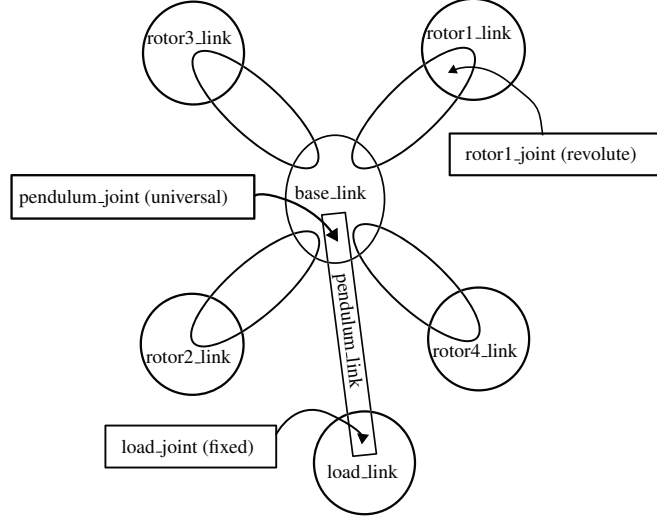 rotor3_link
rotor1_link
rotor1_joint (revolute)
base_link
pendulum_joint (universal)
pendulum_link
rotor2_link
rotor4_link
load_joint (fixed)
load_link